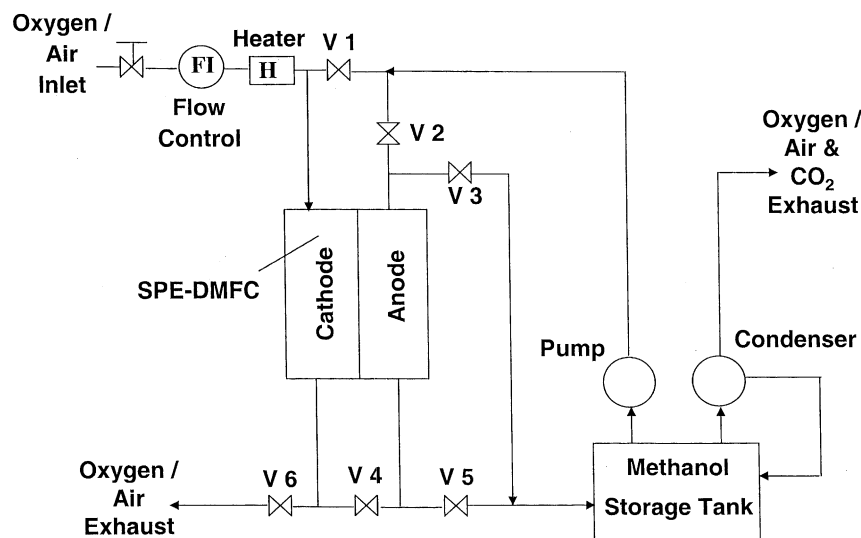 Oxygen /
Air
Inlet
FI
Flow
Control
Heater
H
V 1
V 2
V 3
Oxygen /
Air &
CO₂
Exhaust
SPE-DMFC
Cathode
Anode
Pump
Condenser
Oxygen /
Air
Exhaust
V 6
V 4
V 5
Methanol
Storage Tank